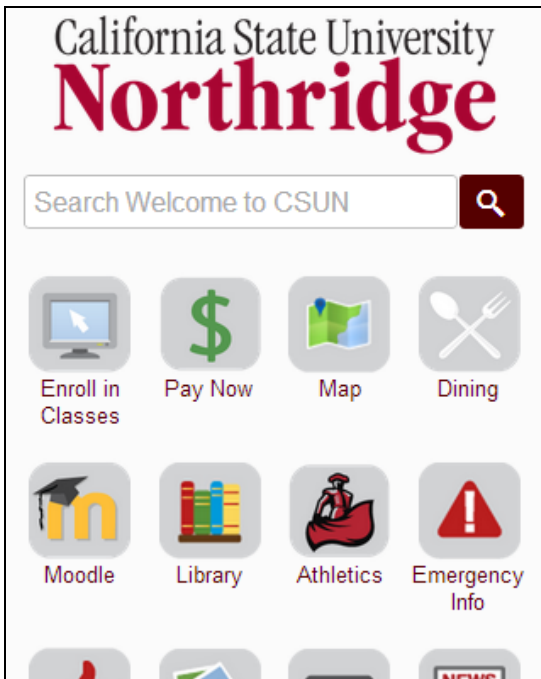 California State University
Northridge
Search Welcome to CSUN
Enroll in
Classes
Pay Now
Map
Dining
Moodle
Library
Athletics
Emergency
Info
NEWS